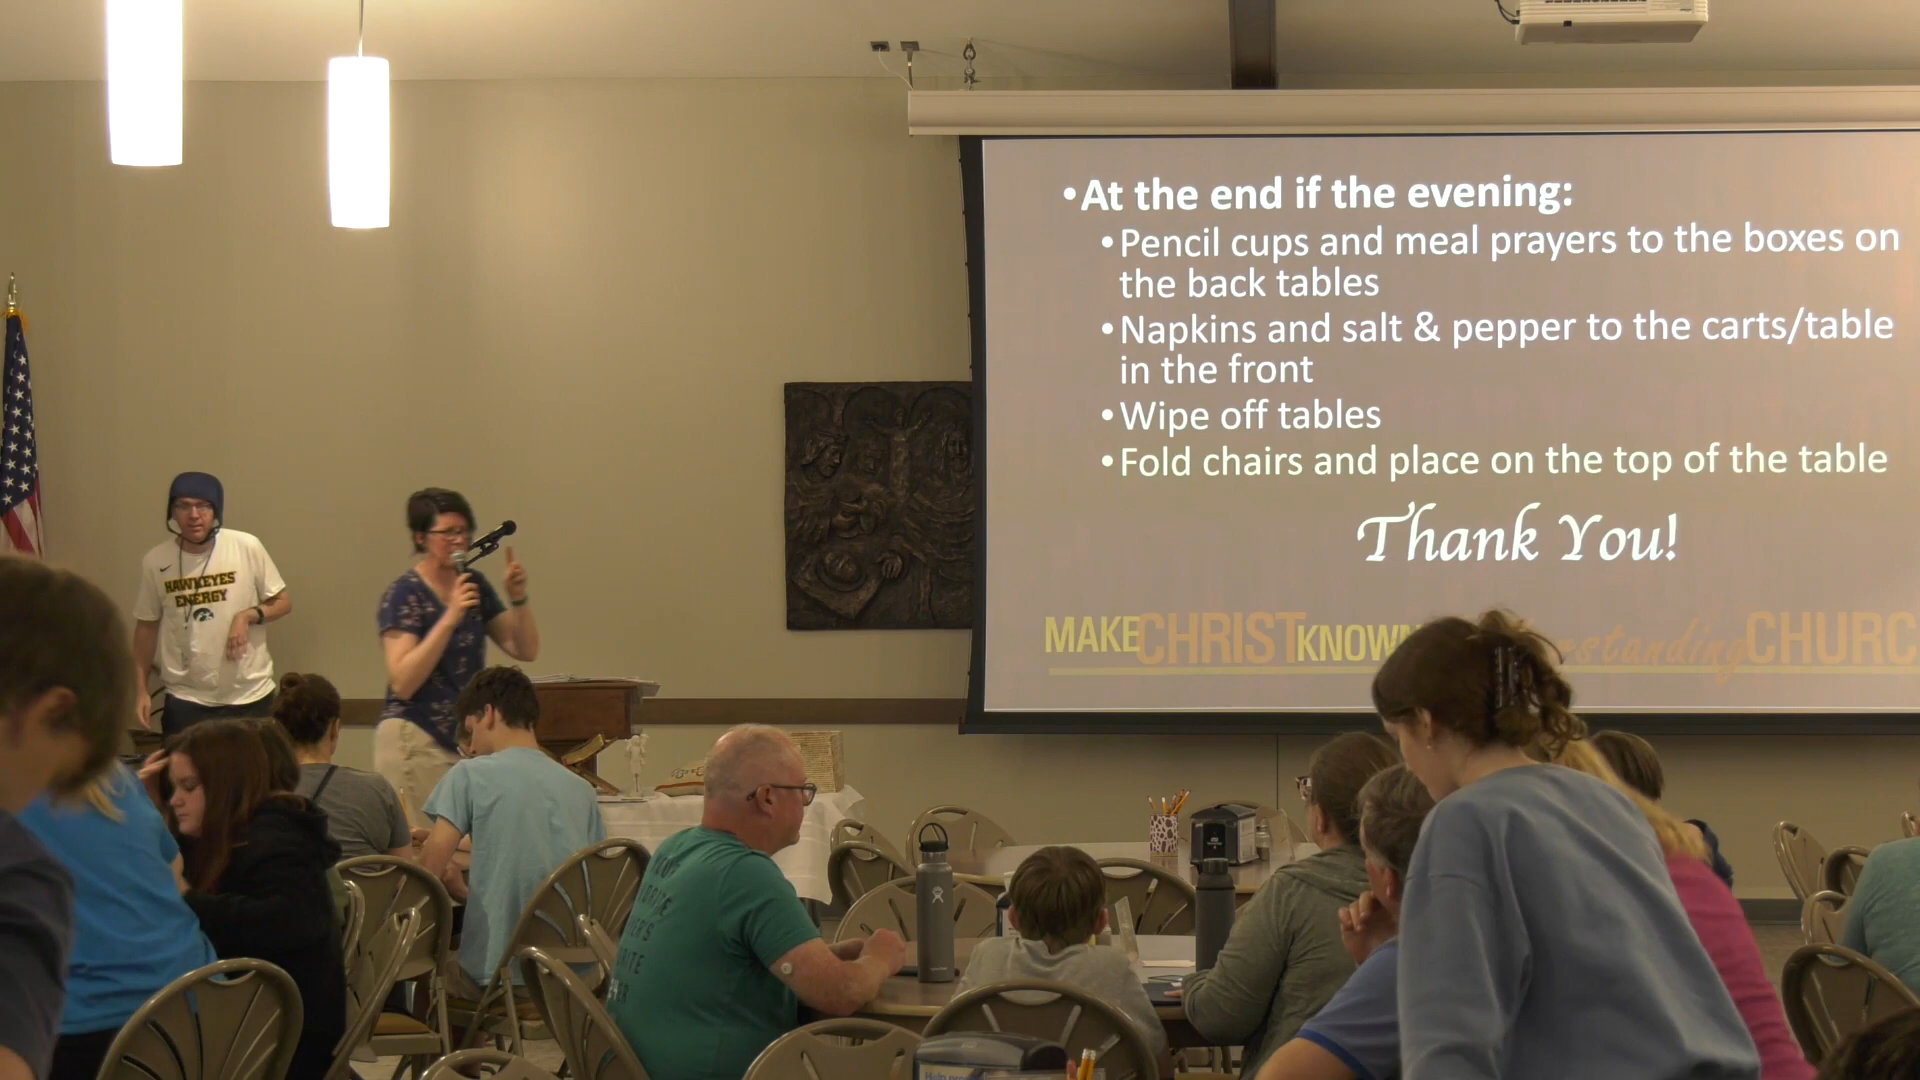 •At the end if the evening:
•Pencil cups and meal prayers to the boxes on
the back tables
•Napkins and salt & pepper to the carts/table
in the front
•Wipe off tables
•Fold chairs and place on the top of the table
Thank You!
MAKECHRISTKNOWN
HAWKEYES
ENERGY